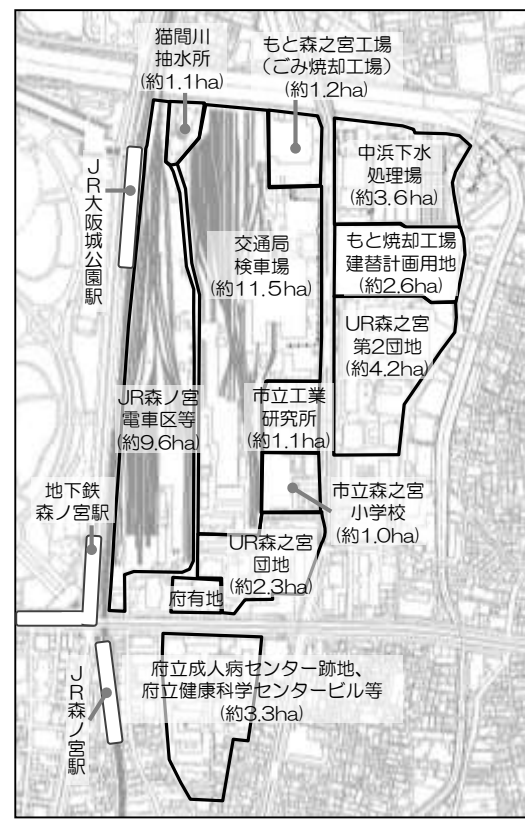 猫間川
抽水所
(約1.1ha)
もと森之宮工場
(ごみ焼却工場)
(約1.2ha)
中浜下水
処理場
(約3.6ha)
JR大阪城公園駅
交通局
検車場
(約11.5ha)
もと焼却工場
建替計画用地
(約2.6ha)
UR森之宮
第2団地
(約4.2ha)
JR森ノ宮
電車区等
(約9.6ha)
市立工業
研究所
(約1.1ha)
地下鉄
森ノ宮駅
市立森之宮
小学校
(約1.0ha)
UR森之宮
団地
(約2.3ha)
府有地
JR森ノ宮駅
府立成人病センター跡地、
府立健康科学センタービル等
(約3.3ha)